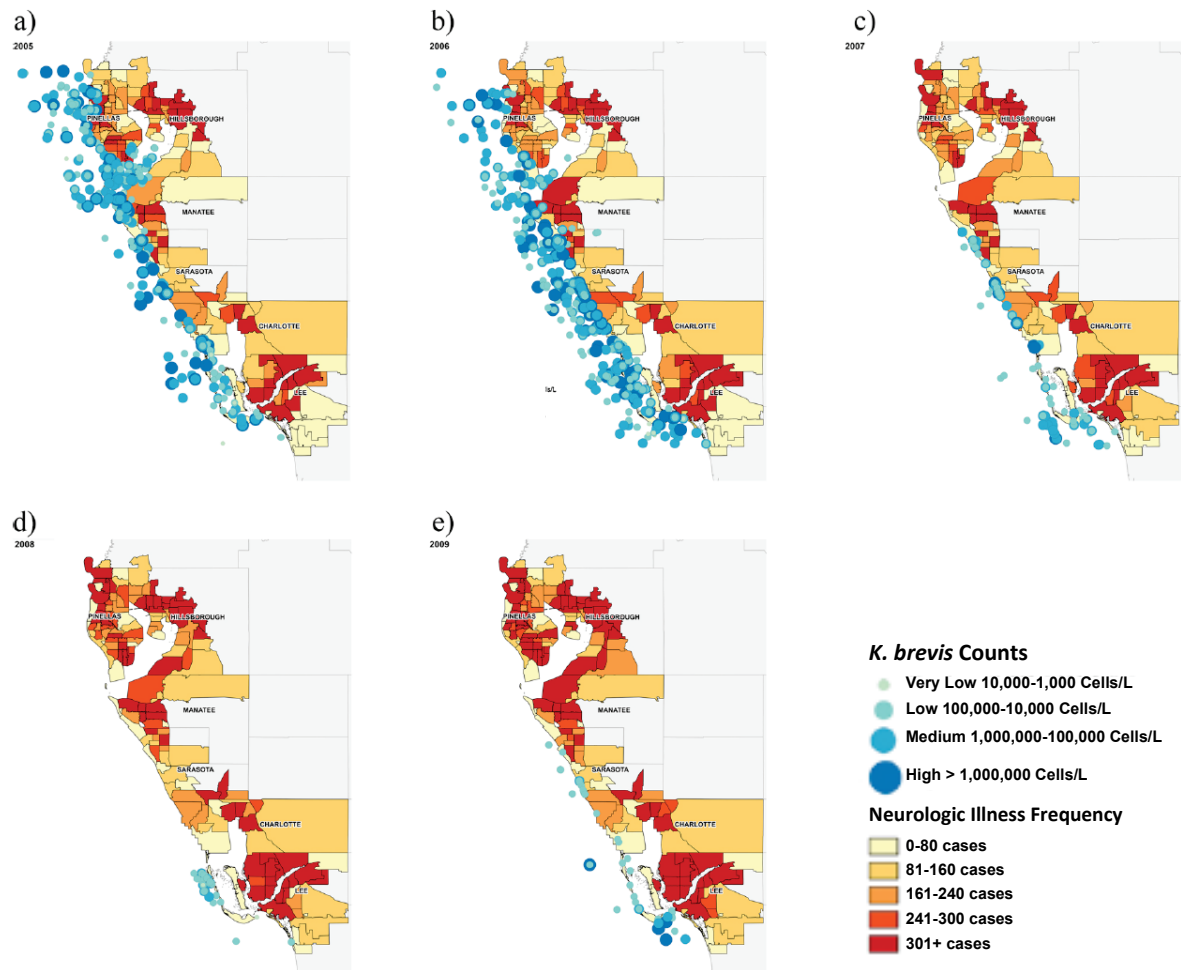 a)
2005
PINELLAS
HILLSBOROUGH
MANATEE
SARASOTA
CHARLOTTE
LEE
b)
2006
PINELLAS
HILLSBOROUGH
MANATEE
SARASOTA
CHARLOTTE
ls/L
LEE
c)
2007
PINELLAS
HILLSBOROUGH
MANATEE
SARASOTA
CHARLOTTE
LEE
d)
2008
PINELLAS
HILLSBOROUGH
MANATEE
SARASOTA
CHARLOTTE
LEE
e)
2009
PINELLAS
HILLSBOROUGH
MANATEE
SARASOTA
CHARLOTTE
LEE
K. brevis Counts
Very Low 10,000-1,000 Cells/L
Low 100,000-10,000 Cells/L
Medium 1,000,000-100,000 Cells/L
High > 1,000,000 Cells/L
Neurologic Illness Frequency
0-80 cases
81-160 cases
161-240 cases
241-300 cases
301+ cases